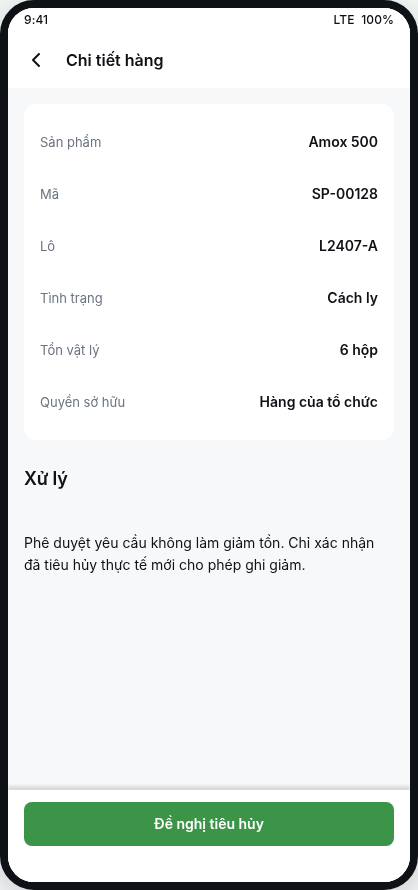 9:41 LTE 100%
Chi tiết hàng
Sản phẩm Amox 500
Mã SP-00128
Lô L2407-A
Tình trạng Cách ly
Tồn vật lý 6 hộp
Quyền sở hữu Hàng của tổ chức
Xử lý
Phê duyệt yêu cầu không làm giảm tồn. Chỉ xác nhận
đã tiêu hủy thực tế mới cho phép ghi giảm.
Đề nghị tiêu hủy